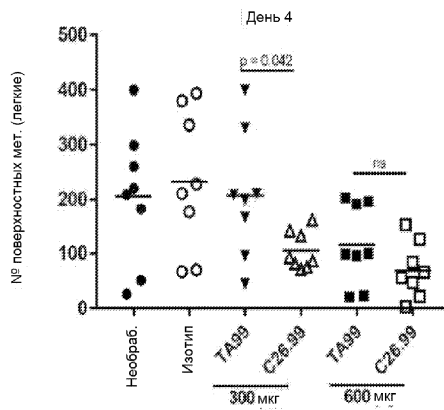 День 4
№ поверхностных мет. (легкие)
500
400
300
200
100
0
p = 0.042
ns
Необраб.
Изотип
TA99
C26.99
TA99
C26.99
300 мкг
600 мкг